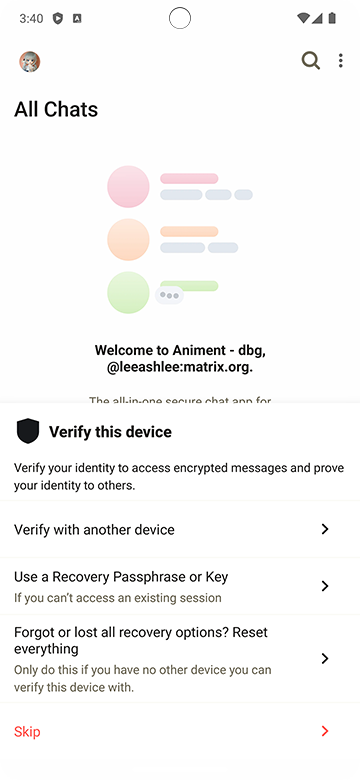 3:40
All Chats
Welcome to Animent - dbg,
@leeashlee:matrix.org.
The all-in-one secure chat app for
Verify this device
Verify your identity to access encrypted messages and prove
your identity to others.
Verify with another device
Use a Recovery Passphrase or Key
If you can't access an existing session
Forgot or lost all recovery options? Reset
everything
Only do this if you have no other device you can
verify this device with.
Skip